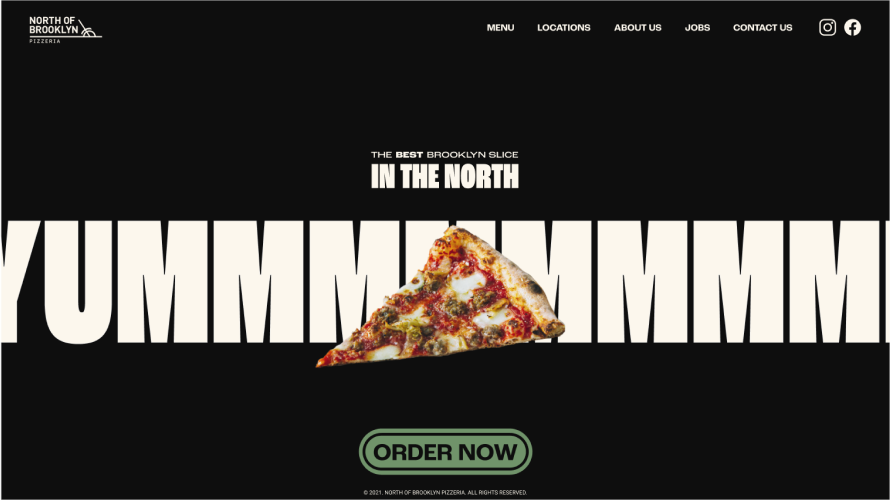 NORTH OF
BROOKLYN
PIZZERIA
MENU LOCATIONS ABOUT US JOBS CONTACT US
THE BEST BROOKLYN SLICE
IN THE NORTH
YUMMMMMMMM
ORDER NOW
© 2021. NORTH OF BROOKLYN PIZZERIA. ALL RIGHTS RESERVED.